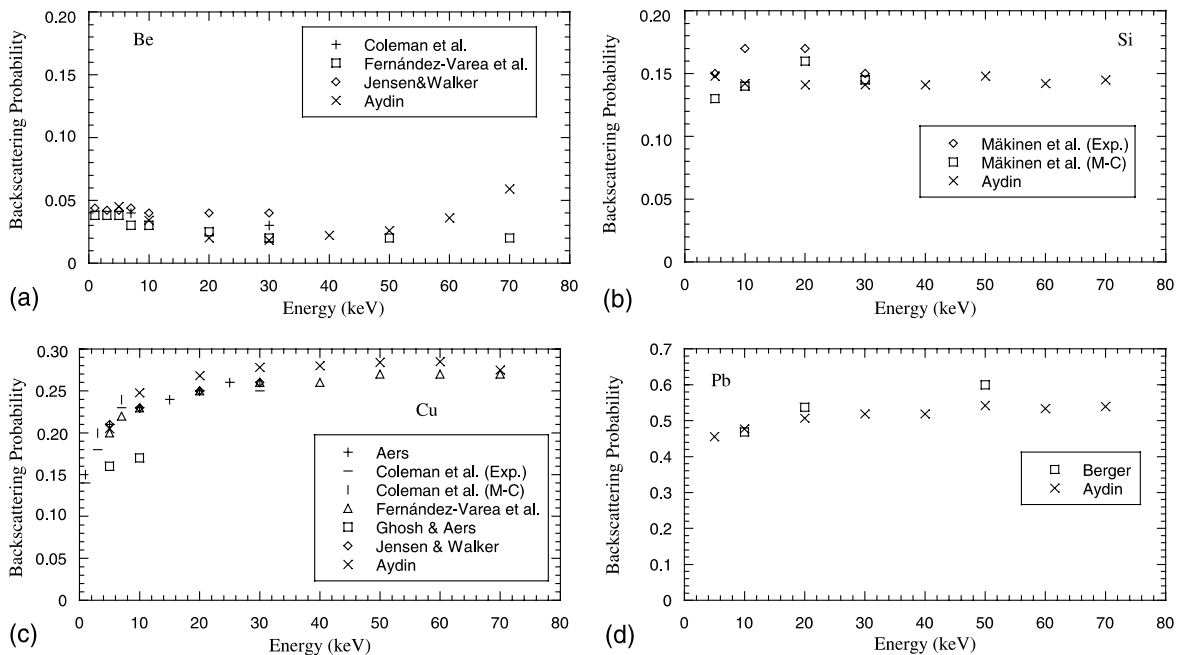 0.20
0.15
0.10
0.05
0
Backscattering Probability
Be
Coleman et al.
Fernández-Varea et al.
Jensen&Walker
Aydin
0 10 20 30 40 50 60 70 80
Energy (keV)
(a)
0.20
0.15
0.10
0.05
0
Backscattering Probability
Si
Mäkinen et al. (Exp.)
Mäkinen et al. (M-C)
Aydin
0 10 20 30 40 50 60 70 80
Energy (keV)
(b)
0.30
0.25
0.20
0.15
0.10
0.05
0
Backscattering Probability
Cu
Aers
Coleman et al. (Exp.)
Coleman et al. (M-C)
Fernández-Varea et al.
Ghosh & Aers
Jensen & Walker
Aydin
0 10 20 30 40 50 60 70 80
Energy (keV)
(c)
0.7
0.6
0.5
0.4
0.3
0.2
0.1
0
Backscattering Probability
Pb
Berger
Aydin
0 10 20 30 40 50 60 70 80
Energy (keV)
(d)